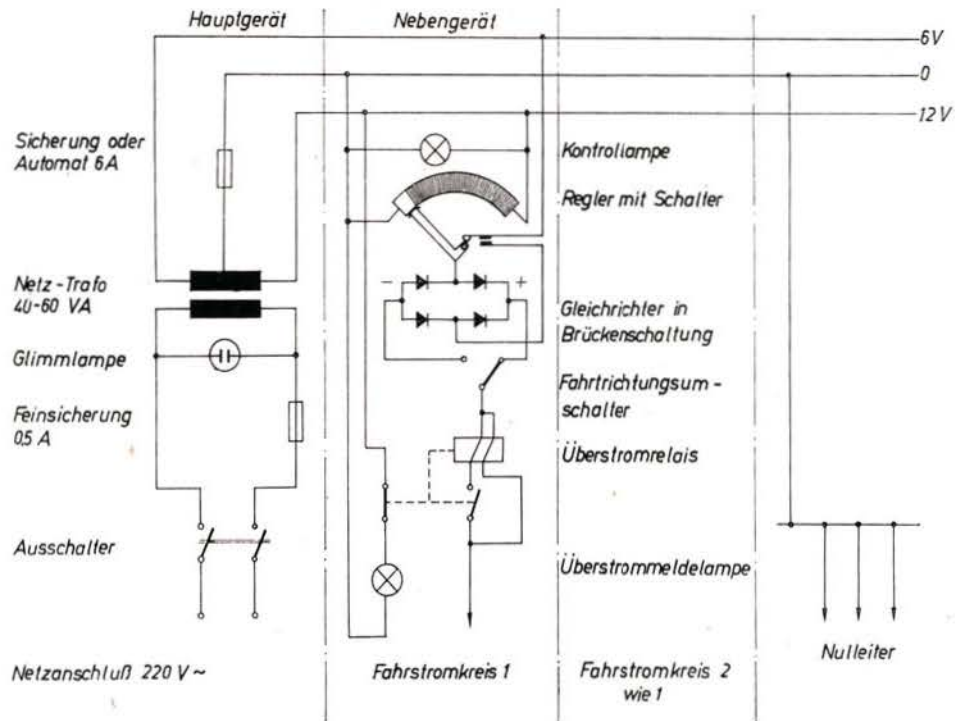 Hauptgerät
Nebengerät
6V
0
12V
Sicherung oder
Automat 6A
Kontrollampe
Regler mit Schalter
Netz-Trafo
40-60 VA
- +
Gleichrichter in
Brückenschaltung
Glimmlampe
Fahrtrichtungsum-
schalter
Feinsicherung
0,5 A
Überstromrelais
Ausschalter
Überstrommeldelampe
Nulleiter
Netzanschluß 220 V ~
Fahrstromkreis 1
Fahrstromkreis 2
wie 1